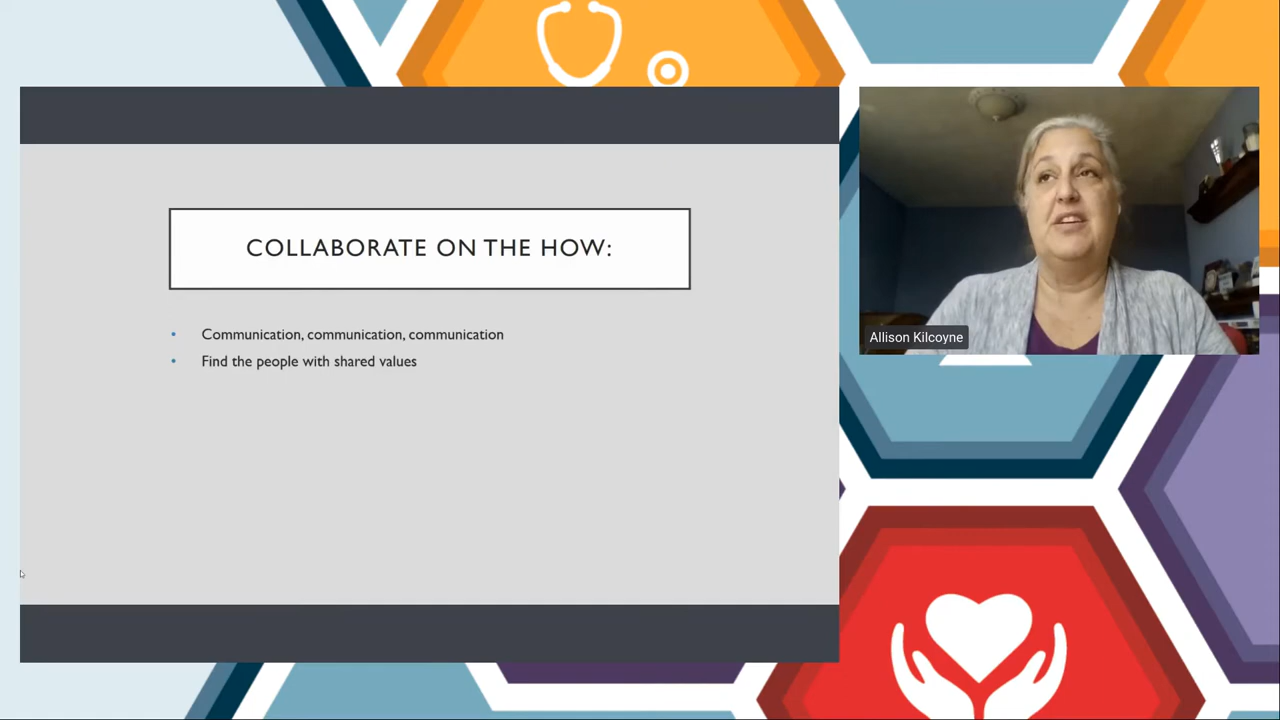 COLLABORATE ON THE HOW:
• Communication, communication, communication
• Find the people with shared values
Allison Kilcoyne